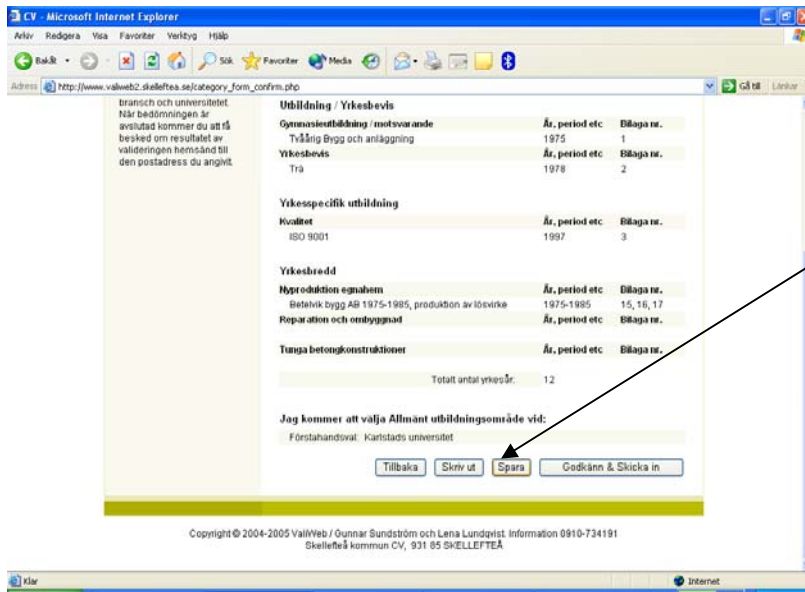 CV - Microsoft Internet Explorer
Arkiv Redigera Visa Favoriter Verktyg Hjälp
Bakåt Sök Favoriter Media
Adress http://www.valiweb2.skelleftea.se/category_form_confirm.php Gå till Länkar
bransch och universitetet.
När bedömningen är
avslutad kommer du att få
besked om resultatet av
valideringen hemsänd till
den postadress du angivit.
Utbildning / Yrkesbevis
Gymnasieutbildning / motsvarande År, period etc Bilaga nr.
Tvåårig Bygg och anläggning 1975 1
Yrkesbevis År, period etc Bilaga nr.
Trä 1978 2
Yrkesspecifik utbildning
Kvalitet År, period etc Bilaga nr.
ISO 9001 1997 3
Yrkesbredd
Nyproduktion egnahem År, period etc Bilaga nr.
Betelvik bygg AB 1975-1985, produktion av lösvirke 1975-1985 15, 16, 17
Reparation och ombyggnad År, period etc Bilaga nr.
Tunga betongkonstruktioner År, period etc Bilaga nr.
Totalt antal yrkesår: 12
Jag kommer att välja Allmänt utbildningsområde vid:
Förstahandsval: Karlstads universitet
Tillbaka Skriv ut Spara Godkänn & Skicka in
Copyright © 2004-2005 ValiWeb / Gunnar Sundström och Lena Lundqvist. Information 0910-734191
Skellefteå kommun CV, 931 85 SKELLEFTEÅ
Klar Internet